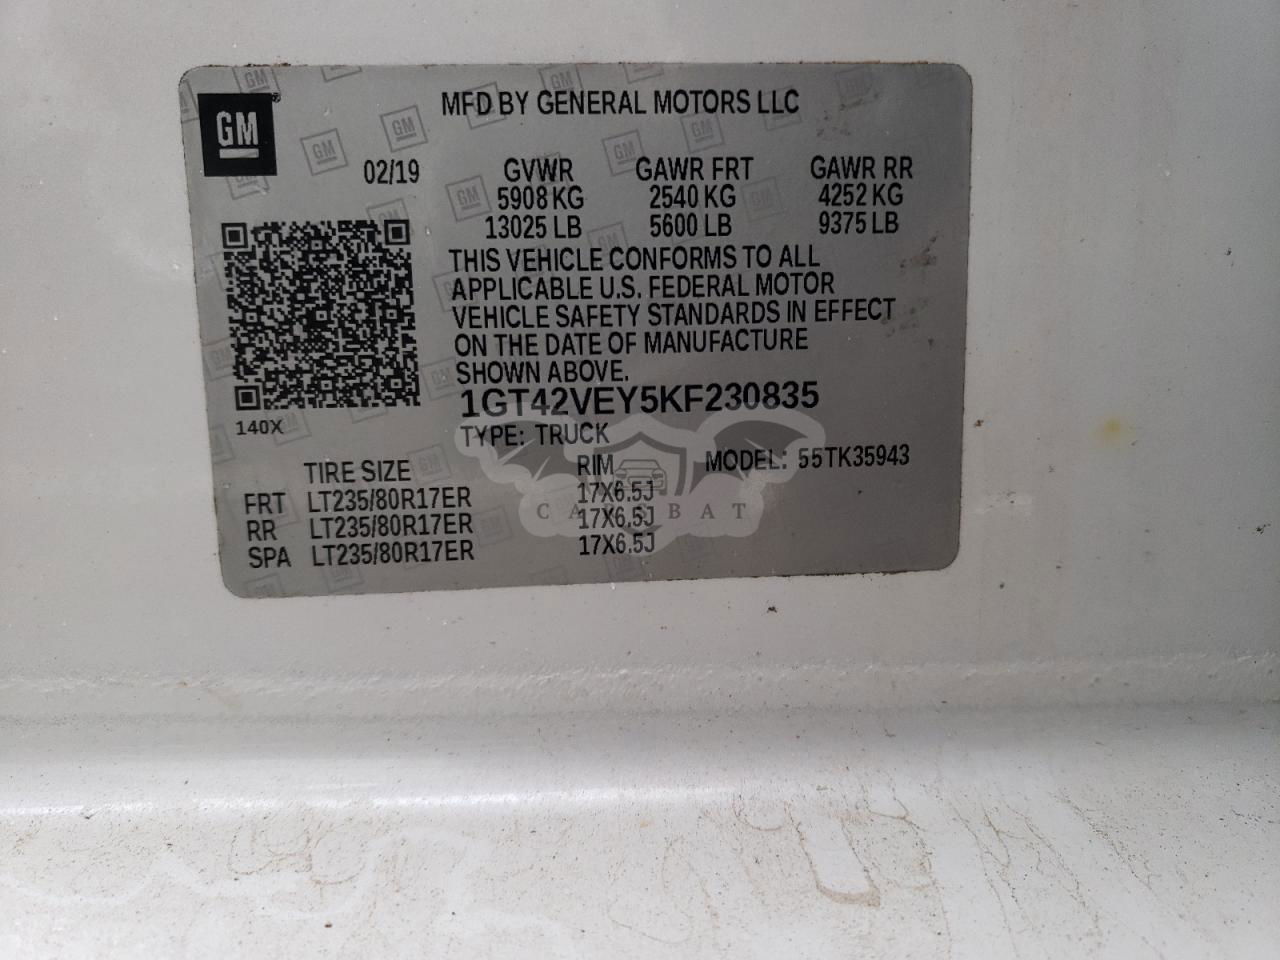 GM
MFD BY GENERAL MOTORS LLC
02/19 GVWR GAWR FRT GAWR RR
5908 KG 2540 KG 4252 KG
13025 LB 5600 LB 9375 LB
THIS VEHICLE CONFORMS TO ALL
APPLICABLE U.S. FEDERAL MOTOR
VEHICLE SAFETY STANDARDS IN EFFECT
ON THE DATE OF MANUFACTURE
SHOWN ABOVE.
1GT42VEY5KF230835
140X
TYPE: TRUCK
TIRE SIZE RIM MODEL: 55TK35943
FRT LT235/80R17ER 17X6.5J
RR LT235/80R17ER 17X6.5J
SPA LT235/80R17ER 17X6.5J